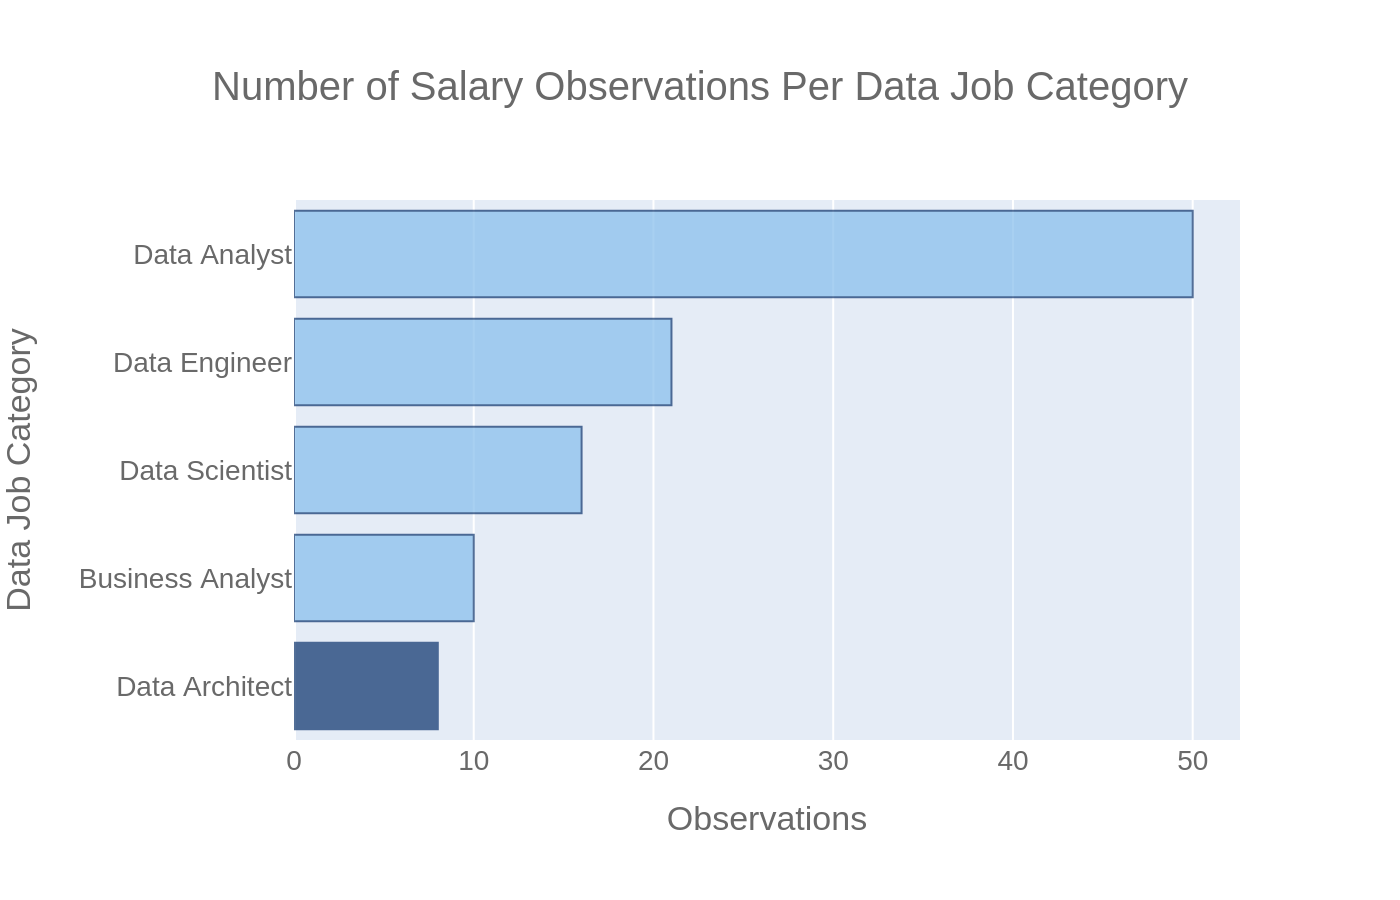 Number of Salary Observations Per Data Job Category
Data Job Category
Data Analyst
Data Engineer
Data Scientist
Business Analyst
Data Architect
0 10 20 30 40 50
Observations